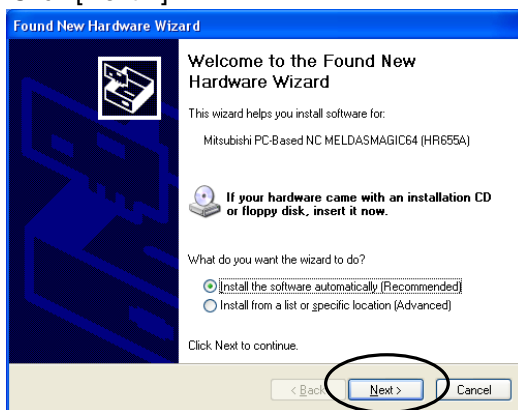 Found New Hardware Wizard
Welcome to the Found New
Hardware Wizard
This wizard helps you install software for:
Mitsubishi PC-Based NC MELDASMAGIC64 (HR655A)
If your hardware came with an installation CD
or floppy disk, insert it now.
What do you want the wizard to do?
Install the software automatically (Recommended)
Install from a list or specific location (Advanced)
Click Next to continue.
< Back Next > Cancel